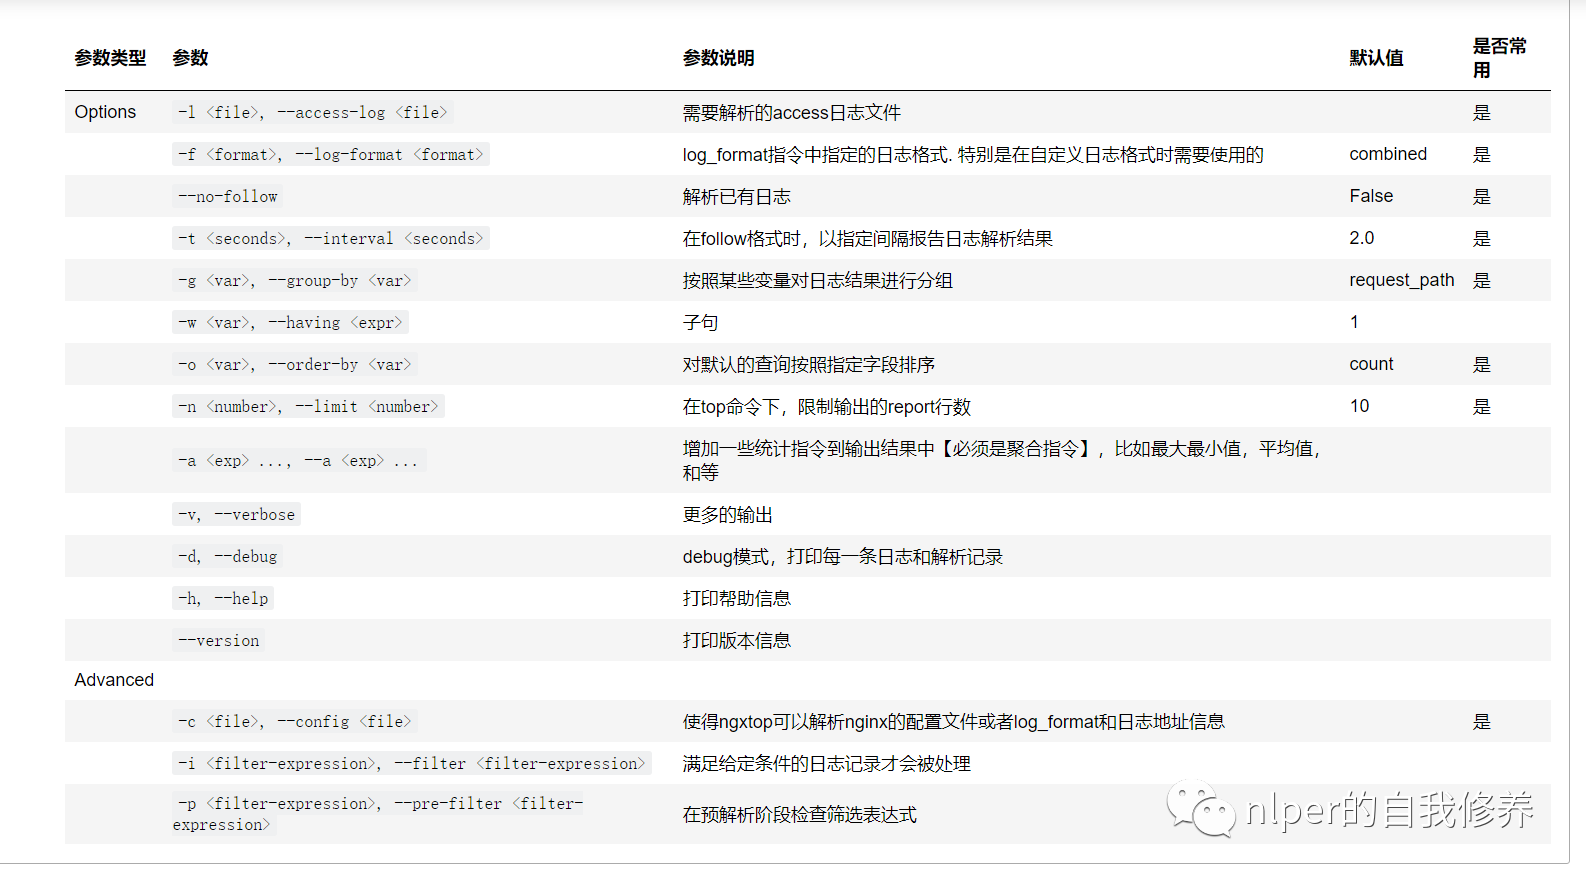 参数类型 参数 参数说明 默认值 是否常用
Options -l <file>, --access-log <file> 需要解析的access日志文件 是
-f <format>, --log-format <format> log_format指令中指定的日志格式. 特别是在自定义日志格式时需要使用的 combined 是
--no-follow 解析已有日志 False 是
-t <seconds>, --interval <seconds> 在follow格式时，以指定间隔报告日志解析结果 2.0 是
-g <var>, --group-by <var> 按照某些变量对日志结果进行分组 request_path 是
-w <var>, --having <expr> 子句 1
-o <var>, --order-by <var> 对默认的查询按照指定字段排序 count 是
-n <number>, --limit <number> 在top命令下，限制输出的report行数 10 是
-a <exp> ..., --a <exp> ... 增加一些统计指令到输出结果中【必须是聚合指令】，比如最大最小值，平均值，
和等
-v, --verbose 更多的输出
-d, --debug debug模式，打印每一条日志和解析记录
-h, --help 打印帮助信息
--version 打印版本信息
Advanced
-c <file>, --config <file> 使得ngxtop可以解析nginx的配置文件或者log_format和日志地址信息 是
-i <filter-expression>, --filter <filter-expression> 满足给定条件的日志记录才会被处理
-p <filter-expression>, --pre-filter <filter-
expression> 在预解析阶段检查筛选表达式
nlper的自我修养